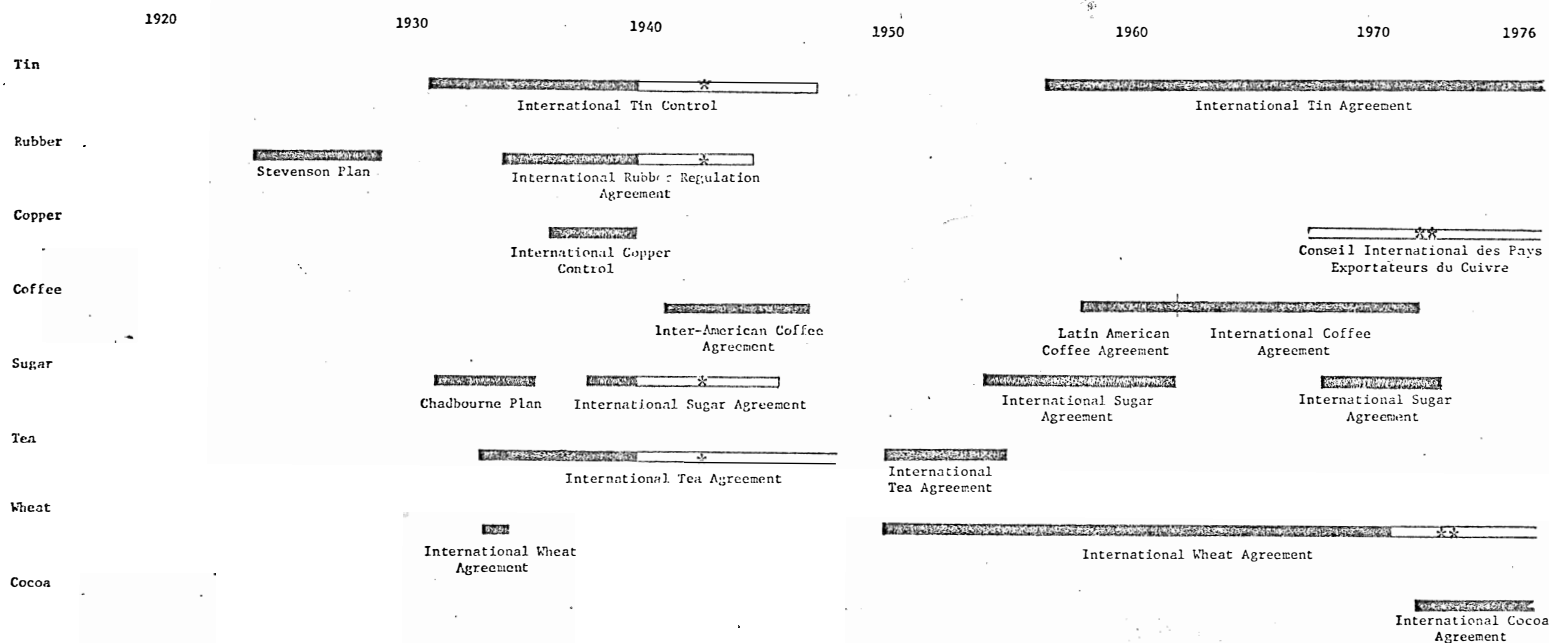 1920 1930 1940 1950 1960 1970 1976
Tin
*
International Tin Control
International Tin Agreement
Rubber
*
Stevenson Plan
International Rubber Regulation
Agreement
Copper
**
International Copper
Control
Conseil International des Pays
Exportateurs du Cuivre
Coffee
Inter-American Coffee
Agreement
Latin American
Coffee Agreement
International Coffee
Agreement
Sugar
*
Chadbourne Plan
International Sugar Agreement
International Sugar
Agreement
International Sugar
Agreement
Tea
*
International Tea Agreement
International
Tea Agreement
Wheat
**
International Wheat
Agreement
International Wheat Agreement
Cocoa
International Cocoa
Agreement